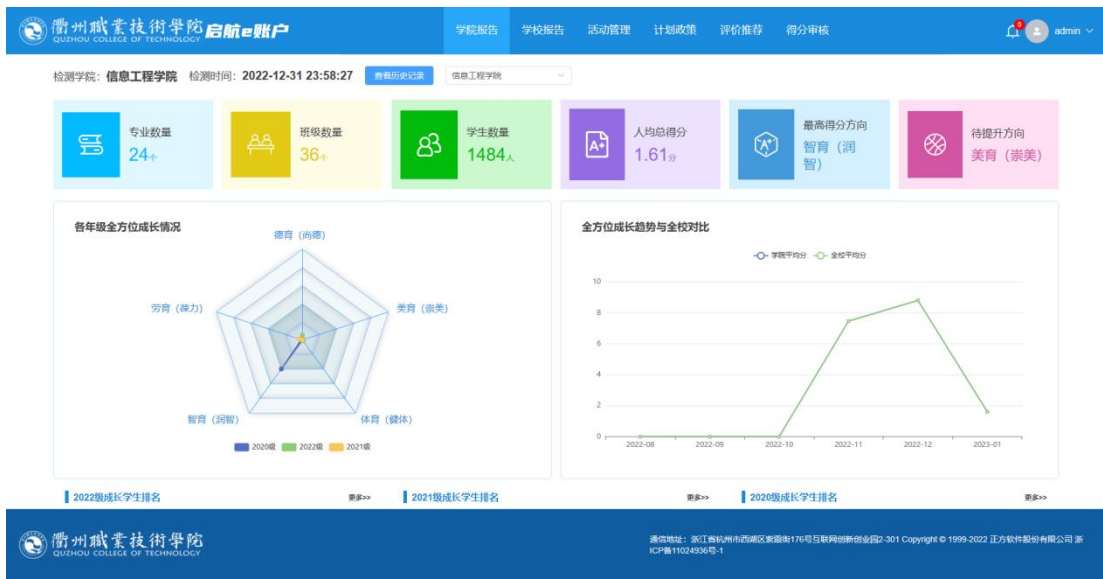 衢州職業技術學院 启航e账户
QUZHOU COLLEGE OF TECHNOLOGY
学院报告 学校报告 活动管理 计划政策 评价推荐 得分审核
0
admin
检测学院：信息工程学院 检测时间：2022-12-31 23:58:27 查看历史记录 信息工程学院
专业数量
24个
班级数量
36个
学生数量
1484人
A+
人均总得分
1.61分
A+
最高得分方向
智育（润
智）
待提升方向
美育（崇美）
各年级全方位成长情况
德育（尚德）
劳育（葆力）
美育（崇美）
智育（润智）
体育（健体）
2020级 2022级 2021级
全方位成长趋势与全校对比
学院平均分 全校平均分
10
8
6
4
2
0
2022-08 2022-09 2022-10 2022-11 2022-12 2023-01
2022级成长学生排名 更多>>
2021级成长学生排名 更多>>
2020级成长学生排名 更多>>
衢州職業技術學院
QUZHOU COLLEGE OF TECHNOLOGY
通信地址：浙江省杭州市西湖区紫霞街176号互联网创新创业园2-301 Copyright © 1999-2022 正方软件股份有限公司 浙
ICP备11024936号-1